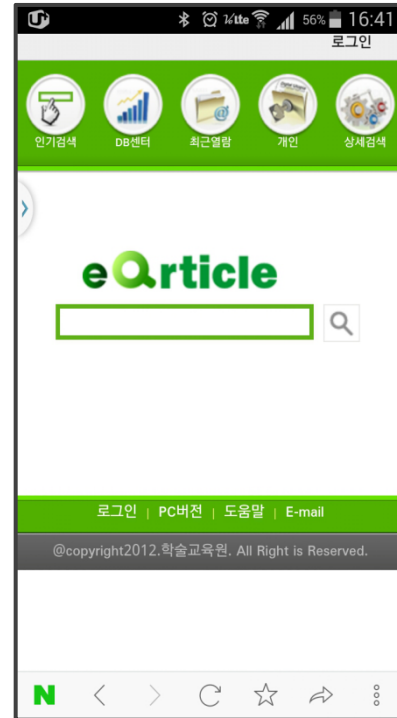 56% 16:41
로그인
인기검색 DB센터 최근열람 개인 상세검색
eArticle
로그인 | PC버전 | 도움말 | E-mail
@copyright2012.학술교육원. All Right is Reserved.
N